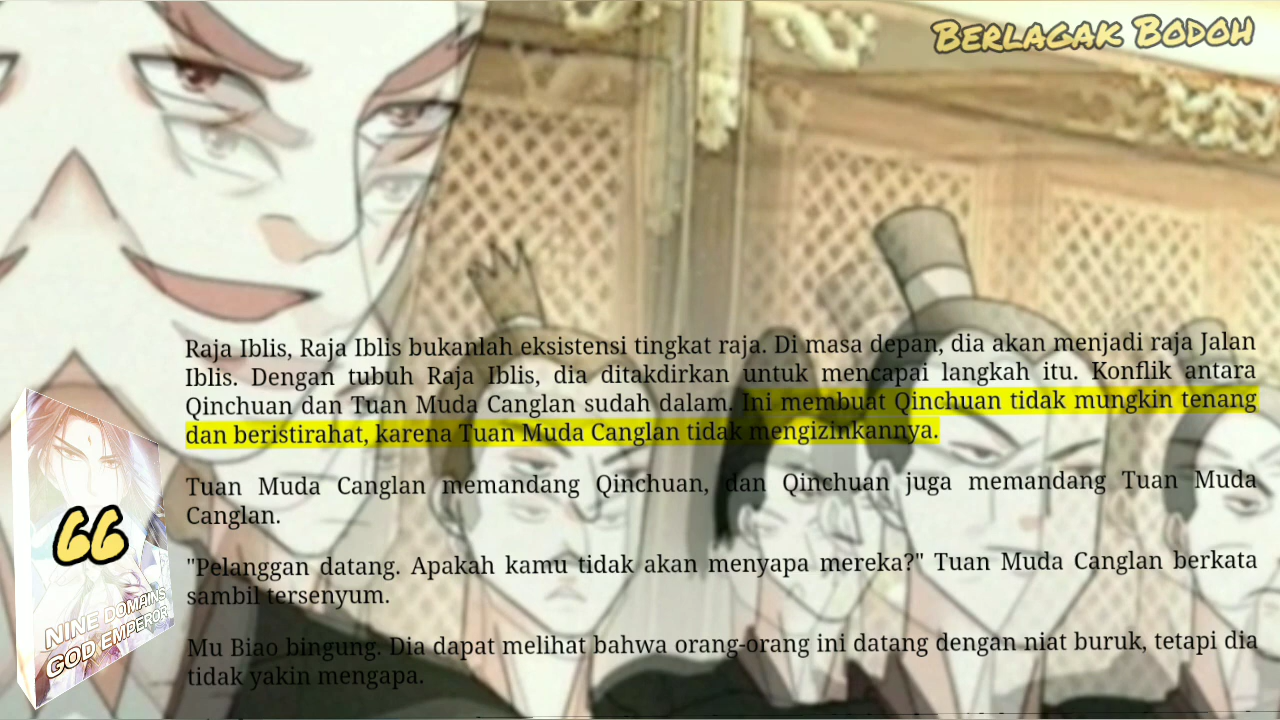 Berlagak Bodoh
Raja Iblis, Raja Iblis bukanlah eksistensi tingkat raja. Di masa depan, dia akan menjadi raja Jalan
Iblis. Dengan tubuh Raja Iblis, dia ditakdirkan untuk mencapai langkah itu. Konflik antara
Qinchuan dan Tuan Muda Canglan sudah dalam. Ini membuat Qinchuan tidak mungkin tenang
dan beristirahat, karena Tuan Muda Canglan tidak mengizinkannya.
Tuan Muda Canglan memandang Qinchuan, dan Qinchuan juga memandang Tuan Muda
Canglan.
"Pelanggan datang. Apakah kamu tidak akan menyapa mereka?" Tuan Muda Canglan berkata
sambil tersenyum.
Mu Biao bingung. Dia dapat melihat bahwa orang-orang ini datang dengan niat buruk, tetapi dia
tidak yakin mengapa.
66
NINE DOMAINS
GOD EMPEROR